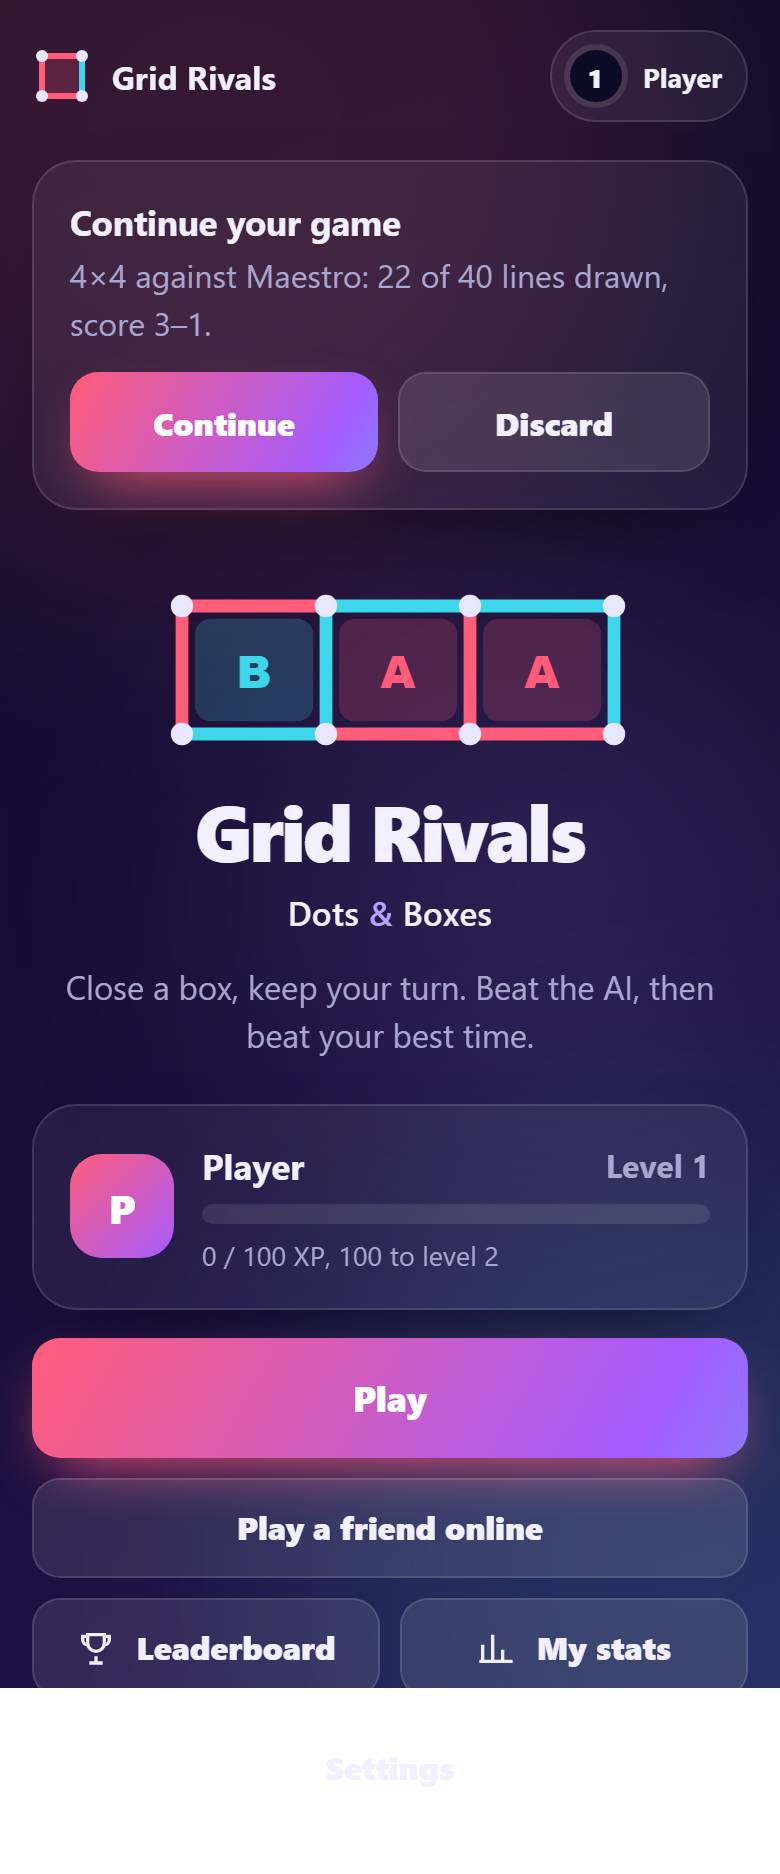 Grid Rivals
1 Player
Continue your game
4×4 against Maestro: 22 of 40 lines drawn,
score 3–1.
Continue
Discard
B A A
Grid Rivals
Dots & Boxes
Close a box, keep your turn. Beat the AI, then
beat your best time.
P
Player
Level 1
0 / 100 XP, 100 to level 2
Play
Play a friend online
Leaderboard
My stats
Settings